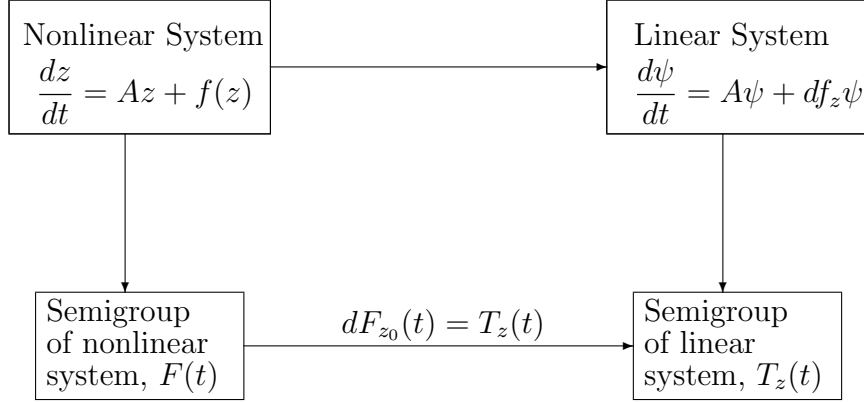 Nonlinear System
dz/dt = Az + f(z)
Linear System
dψ/dt = Aψ + df_zψ
Semigroup
of nonlinear
system, F(t)
dF_{z_0}(t) = T_z(t)
Semigroup
of linear
system, T_z(t)